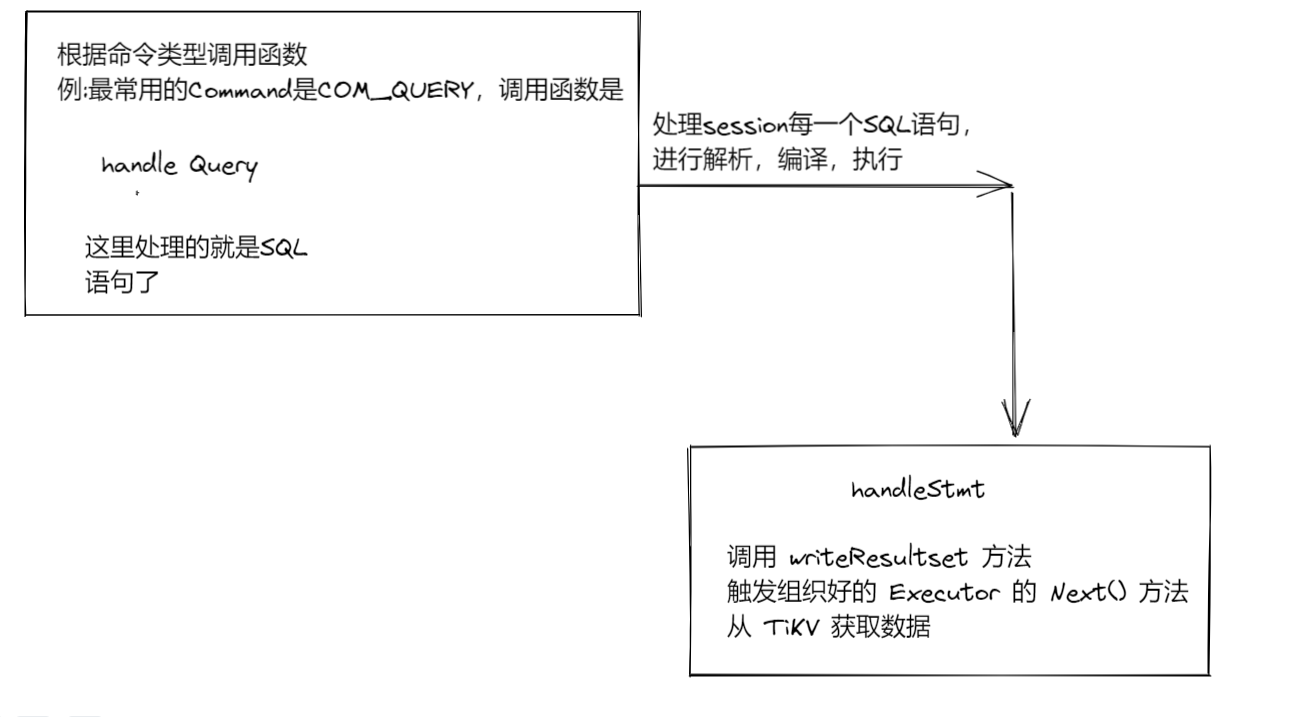 根据命令类型调用函数
例:最常用的Command是COM_QUERY，调用函数是
handle Query
这里处理的就是SQL
语句了
处理session每一个SQL语句，
进行解析，编译，执行
handleStmt
调用 writeResultset 方法
触发组织好的 Executor 的 Next() 方法
从 TiKV 获取数据